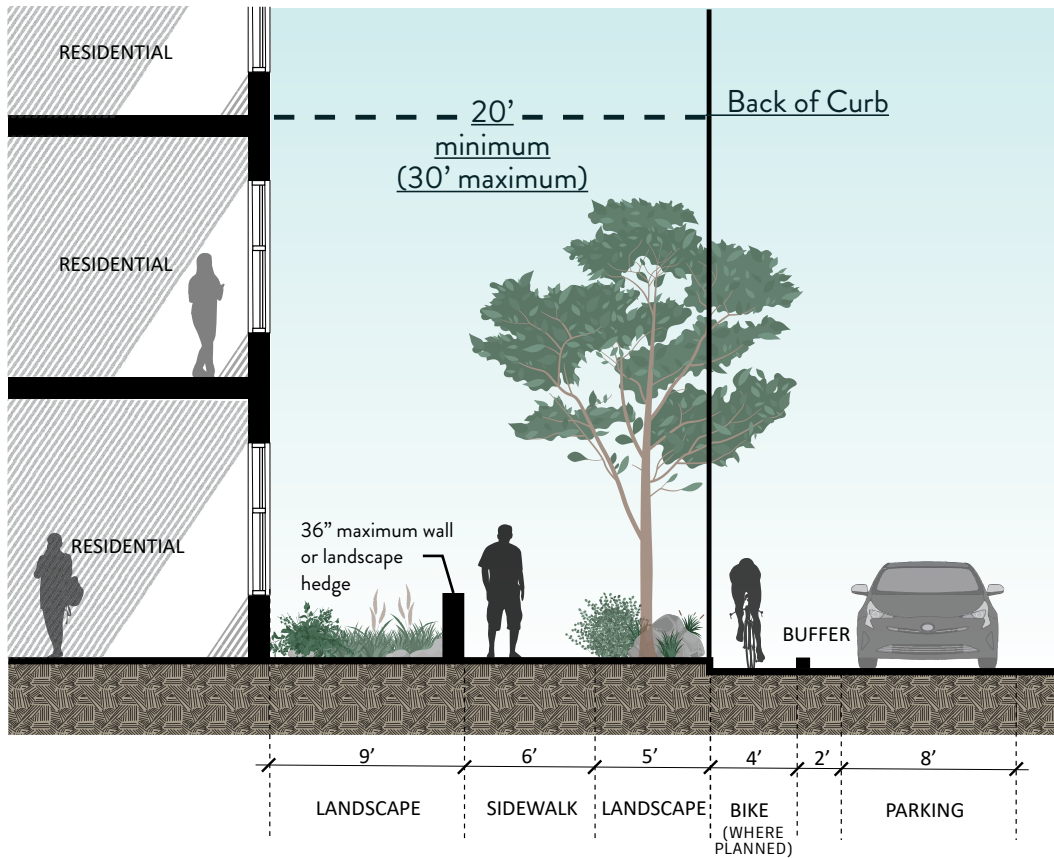 RESIDENTIAL
20’
minimum
(30’ maximum)
Back of Curb
RESIDENTIAL
RESIDENTIAL
36” maximum wall
or landscape
hedge
BUFFER
9’ 6’ 5’ 4’ 2’ 8’
LANDSCAPE SIDEWALK LANDSCAPE BIKE PARKING
(WHERE
PLANNED)